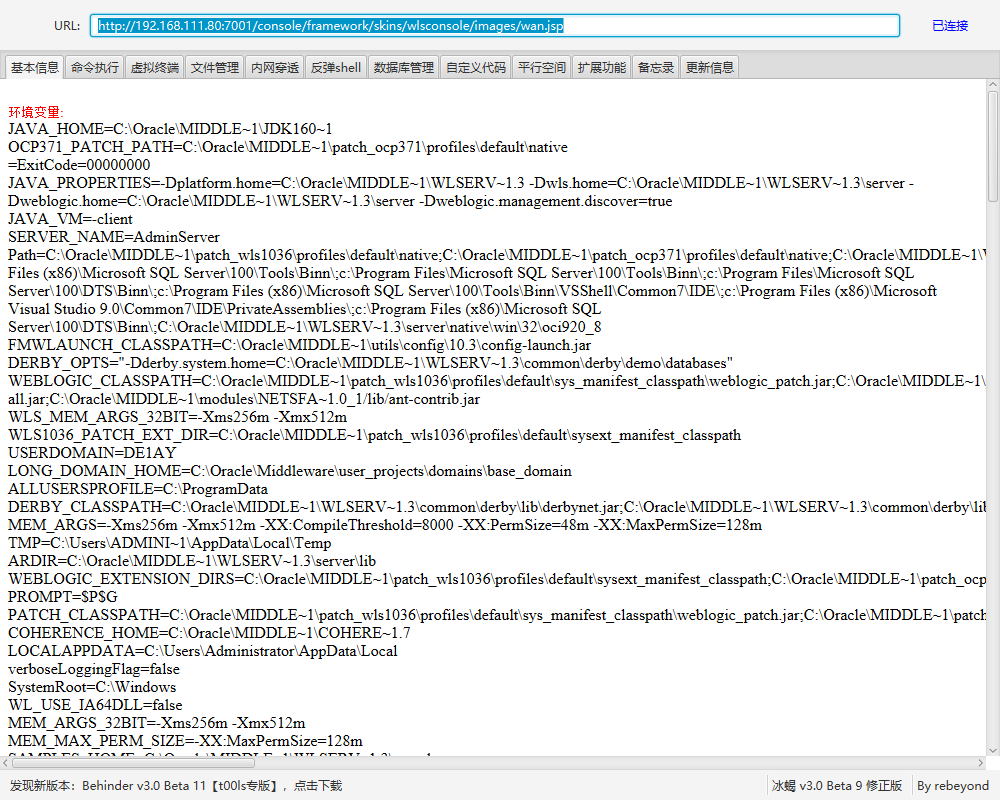 URL: http://192.168.111.80:7001/console/framework/skins/wlsconsole/images/wan.jsp 已连接
基本信息 命令执行 虚拟终端 文件管理 内网穿透 反弹shell 数据库管理 自定义代码 平行空间 扩展功能 备忘录 更新信息
环境变量:
JAVA_HOME=C:\Oracle\MIDDLE~1\JDK160~1
OCP371_PATCH_PATH=C:\Oracle\MIDDLE~1\patch_ocp371\profiles\default\native
=ExitCode=00000000
JAVA_PROPERTIES=-Dplatform.home=C:\Oracle\MIDDLE~1\WLSERV~1.3 -Dwls.home=C:\Oracle\MIDDLE~1\WLSERV~1.3\server -
Dweblogic.home=C:\Oracle\MIDDLE~1\WLSERV~1.3\server -Dweblogic.management.discover=true
JAVA_VM=-client
SERVER_NAME=AdminServer
Path=C:\Oracle\MIDDLE~1\patch_wls1036\profiles\default\native;C:\Oracle\MIDDLE~1\patch_ocp371\profiles\default\native;C:\Oracle\MIDDLE~1\
Files (x86)\Microsoft SQL Server\100\Tools\Binn\;c:\Program Files\Microsoft SQL Server\100\Tools\Binn\;c:\Program Files\Microsoft SQL
Server\100\DTS\Binn\;c:\Program Files (x86)\Microsoft SQL Server\100\Tools\Binn\VSShell\Common7\IDE\;c:\Program Files (x86)\Microsoft
Visual Studio 9.0\Common7\IDE\PrivateAssemblies\;c:\Program Files (x86)\Microsoft SQL
Server\100\DTS\Binn\;C:\Oracle\MIDDLE~1\WLSERV~1.3\server\native\win\32\oci920_8
FMWLAUNCH_CLASSPATH=C:\Oracle\MIDDLE~1\utils\config\10.3\config-launch.jar
DERBY_OPTS="-Dderby.system.home=C:\Oracle\MIDDLE~1\WLSERV~1.3\common\derby\demo\databases"
WEBLOGIC_CLASSPATH=C:\Oracle\MIDDLE~1\patch_wls1036\profiles\default\sys_manifest_classpath\weblogic_patch.jar;C:\Oracle\MIDDLE~1\
all.jar;C:\Oracle\MIDDLE~1\modules\NETSFA~1.0_1/lib/ant-contrib.jar
WLS_MEM_ARGS_32BIT=-Xms256m -Xmx512m
WLS1036_PATCH_EXT_DIR=C:\Oracle\MIDDLE~1\patch_wls1036\profiles\default\sysext_manifest_classpath
USERDOMAIN=DE1AY
LONG_DOMAIN_HOME=C:\Oracle\Middleware\user_projects\domains\base_domain
ALLUSERSPROFILE=C:\ProgramData
DERBY_CLASSPATH=C:\Oracle\MIDDLE~1\WLSERV~1.3\common\derby\lib\derbynet.jar;C:\Oracle\MIDDLE~1\WLSERV~1.3\common\derby\lib
MEM_ARGS=-Xms256m -Xmx512m -XX:CompileThreshold=8000 -XX:PermSize=48m -XX:MaxPermSize=128m
TMP=C:\Users\ADMINI~1\AppData\Local\Temp
ARDIR=C:\Oracle\MIDDLE~1\WLSERV~1.3\server\lib
WEBLOGIC_EXTENSION_DIRS=C:\Oracle\MIDDLE~1\patch_wls1036\profiles\default\sysext_manifest_classpath;C:\Oracle\MIDDLE~1\patch_ocp
PROMPT=$P$G
PATCH_CLASSPATH=C:\Oracle\MIDDLE~1\patch_wls1036\profiles\default\sys_manifest_classpath\weblogic_patch.jar;C:\Oracle\MIDDLE~1\patch
COHERENCE_HOME=C:\Oracle\MIDDLE~1\COHERE~1.7
LOCALAPPDATA=C:\Users\Administrator\AppData\Local
verboseLoggingFlag=false
SystemRoot=C:\Windows
WL_USE_IA64DLL=false
MEM_ARGS_32BIT=-Xms256m -Xmx512m
MEM_MAX_PERM_SIZE=-XX:MaxPermSize=128m
发现新版本：Behinder v3.0 Beta 11【t00ls专版】，点击下载 冰蝎 v3.0 Beta 9 修正版 By rebeyond